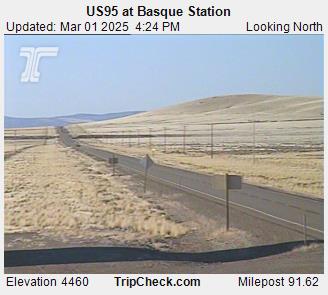 US95 at Basque Station
Updated: Mar 01 2025 4:24 PM Looking North
Elevation 4460 TripCheck.com Milepost 91.62